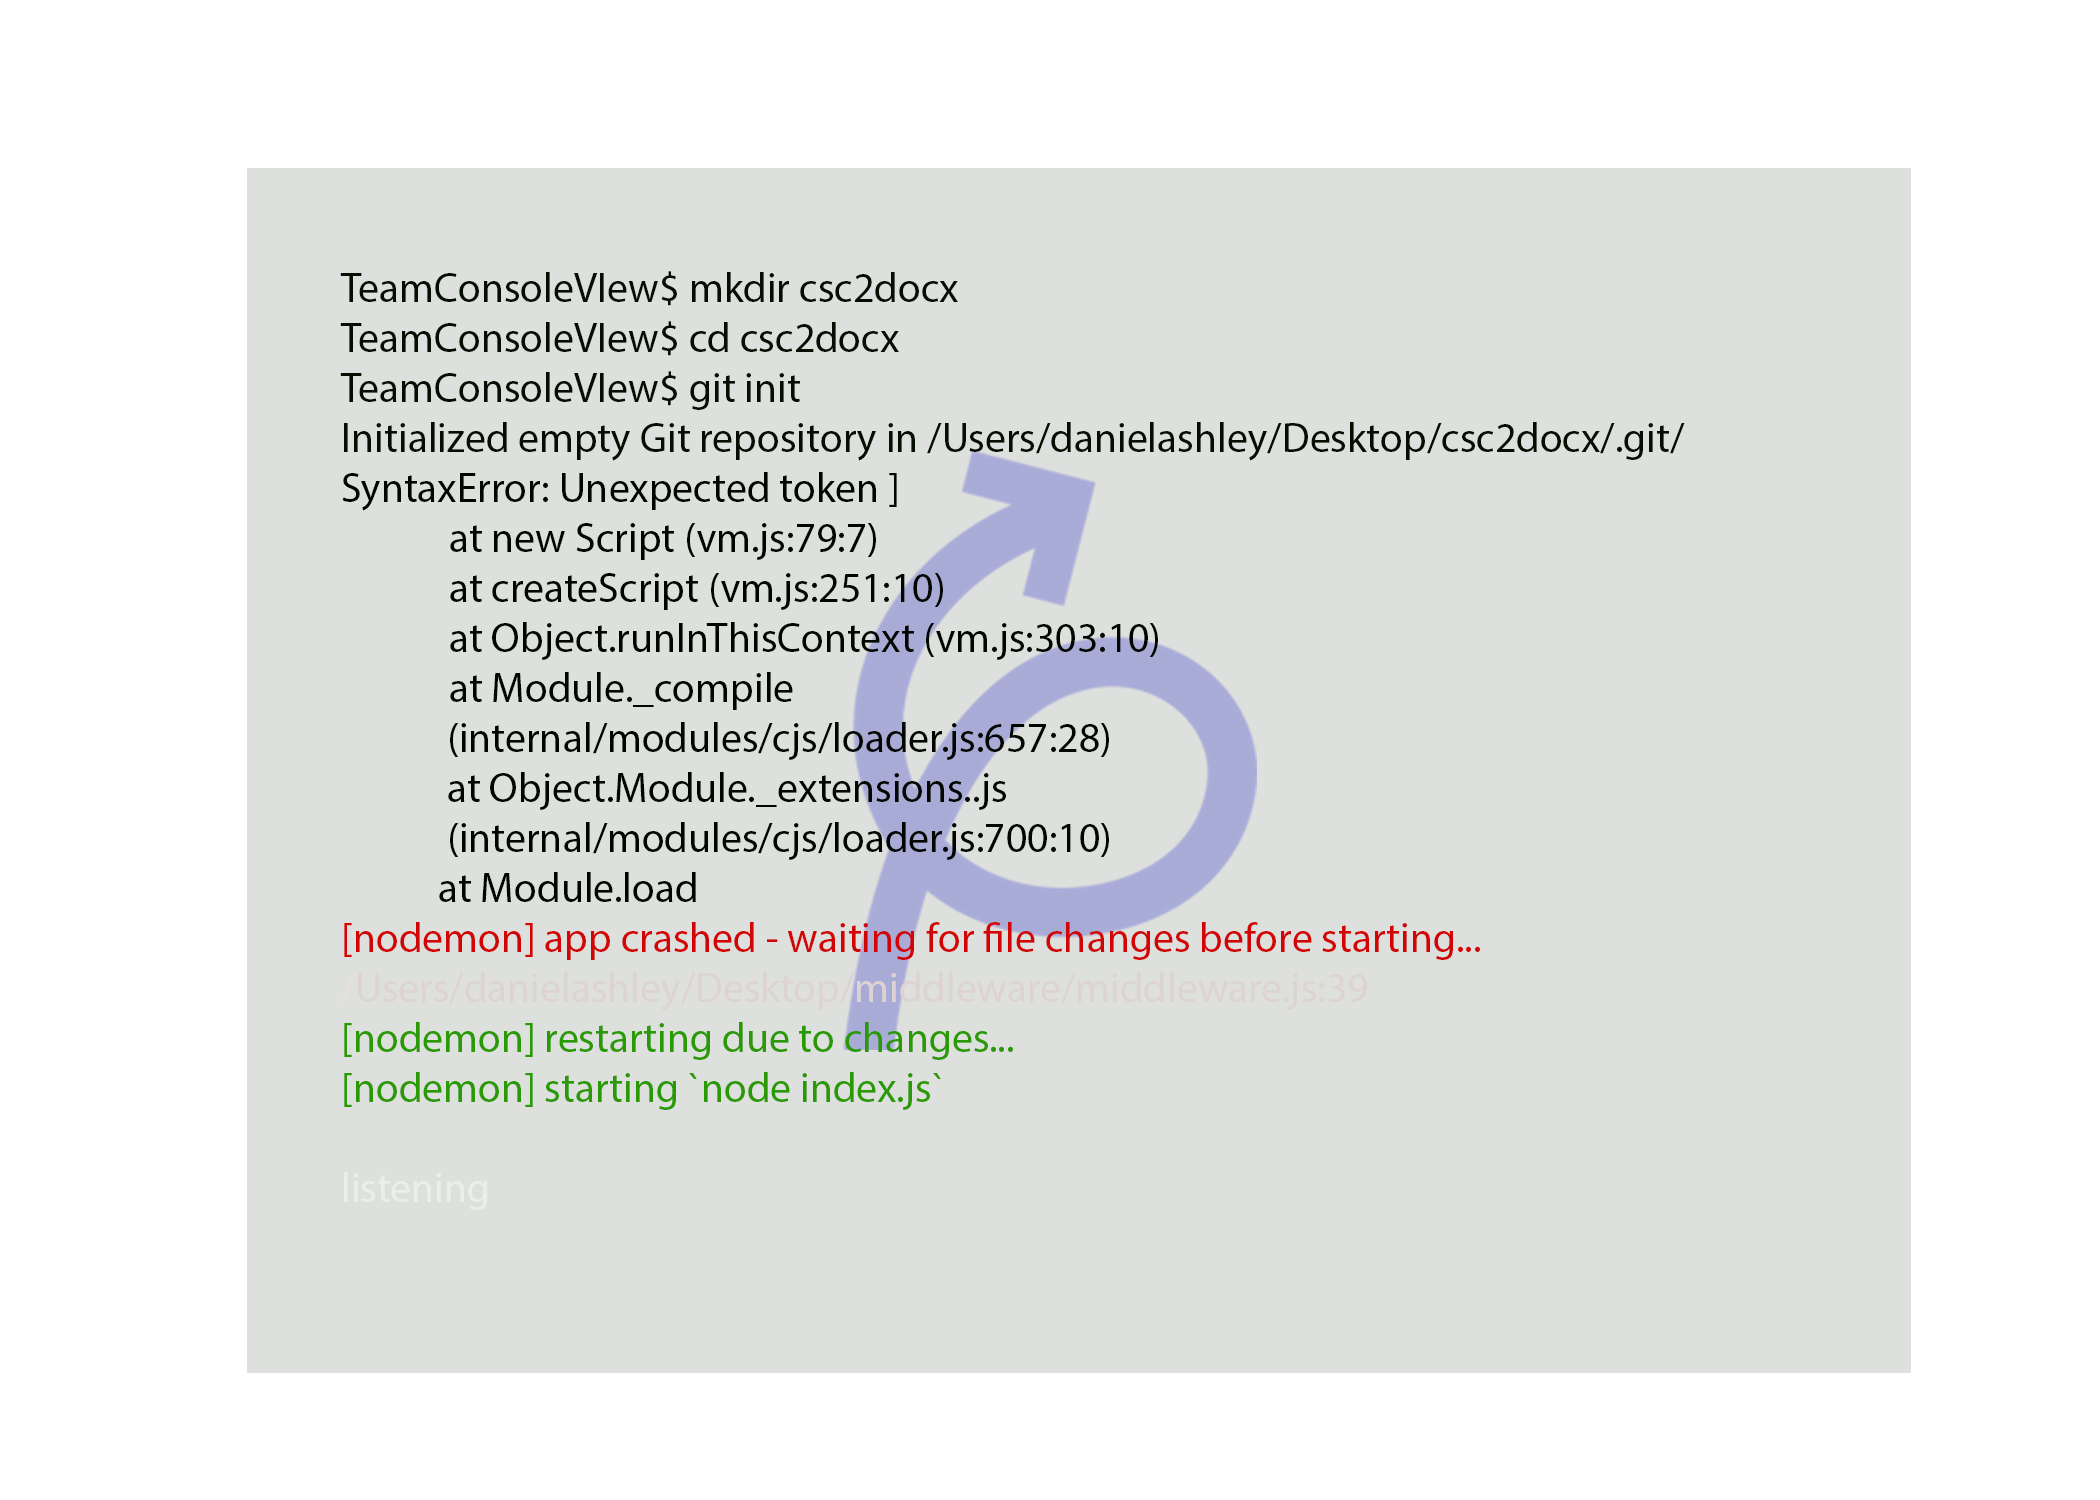 TeamConsoleVIew$ mkdir csc2docx
TeamConsoleVIew$ cd csc2docx
TeamConsoleVIew$ git init
Initialized empty Git repository in /Users/danielashley/Desktop/csc2docx/.git/
SyntaxError: Unexpected token ]
at new Script (vm.js:79:7)
at createScript (vm.js:251:10)
at Object.runInThisContext (vm.js:303:10)
at Module._compile
(internal/modules/cjs/loader.js:657:28)
at Object.Module._extensions..js
(internal/modules/cjs/loader.js:700:10)
at Module.load
[nodemon] app crashed - waiting for file changes before starting...
/Users/danielashley/Desktop/middleware/middleware.js:39
[nodemon] restarting due to changes...
[nodemon] starting `node index.js`
listening